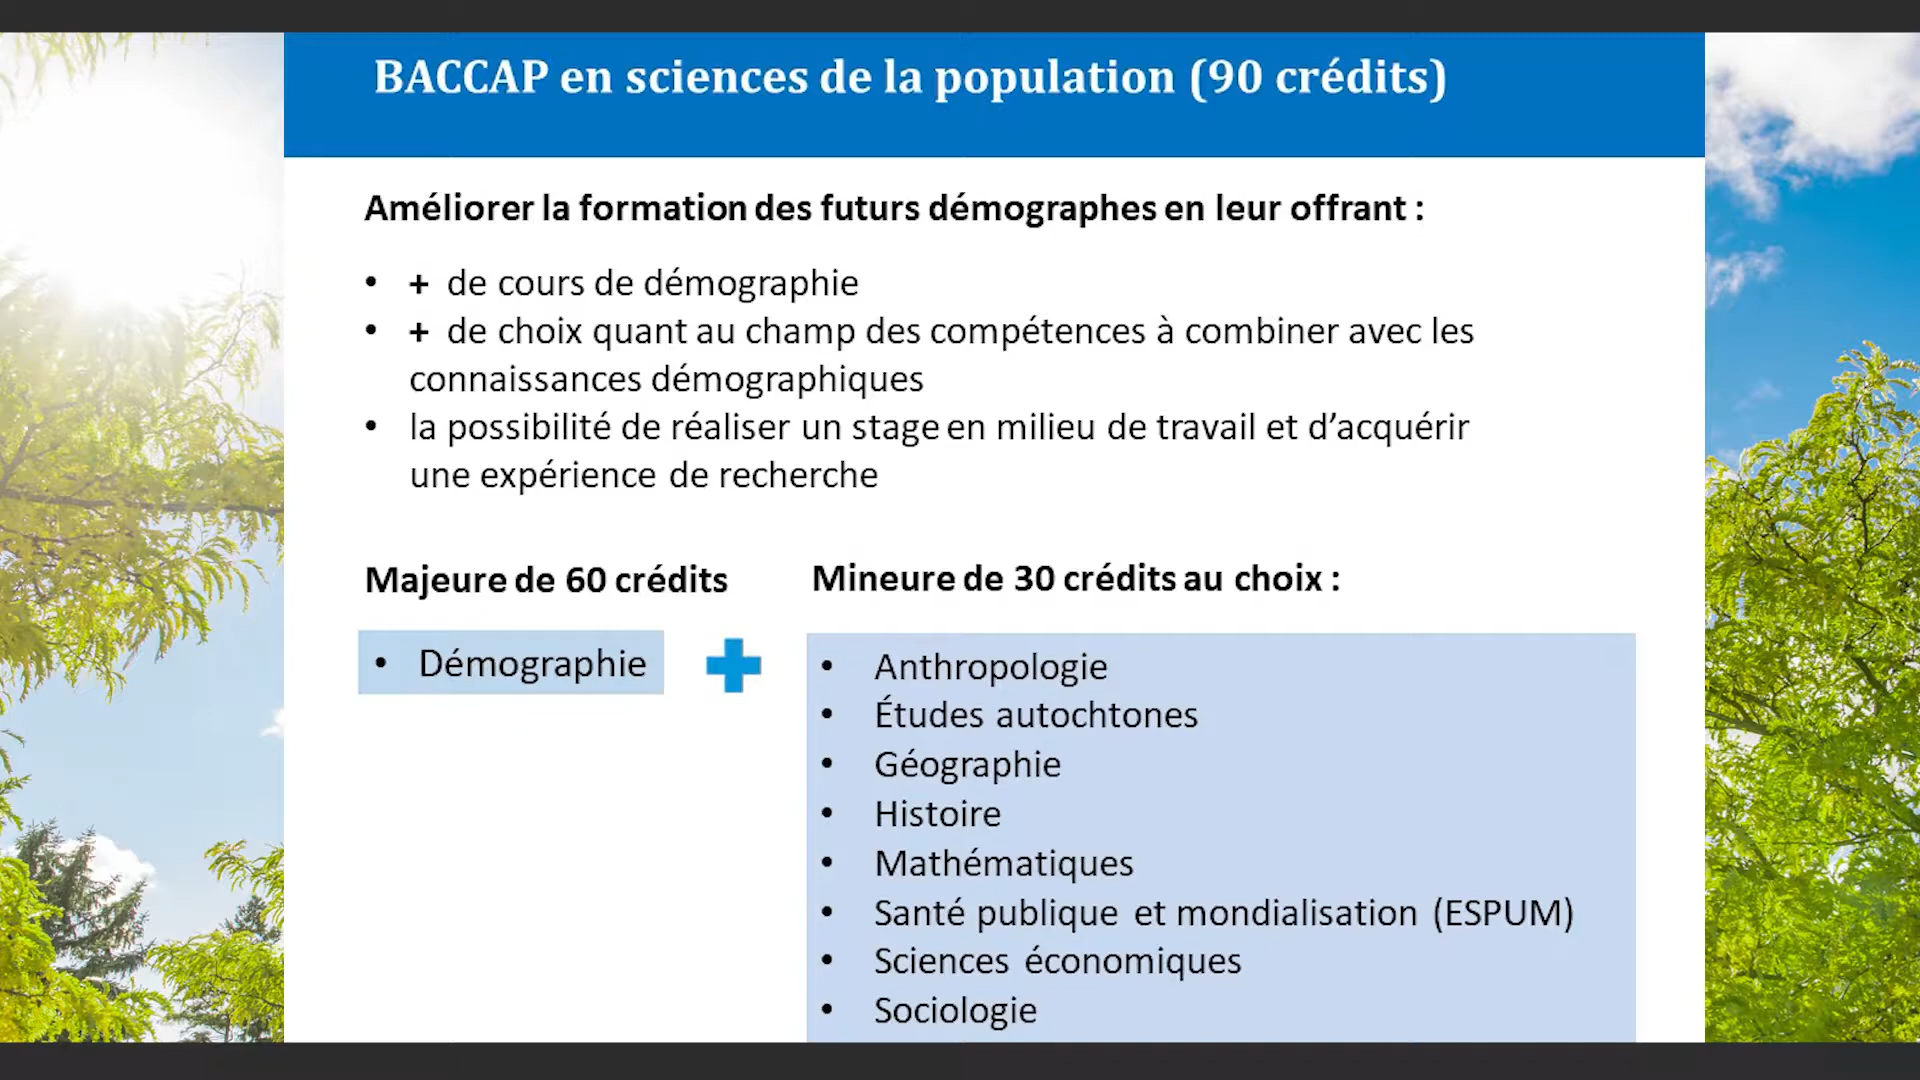 BACCAP en sciences de la population (90 crédits)
Améliorer la formation des futurs démographes en leur offrant :
• + de cours de démographie
• + de choix quant au champ des compétences à combiner avec les
connaissances démographiques
• la possibilité de réaliser un stage en milieu de travail et d’acquérir
une expérience de recherche
Majeure de 60 crédits
• Démographie
Mineure de 30 crédits au choix :
• Anthropologie
• Études autochtones
• Géographie
• Histoire
• Mathématiques
• Santé publique et mondialisation (ESPUM)
• Sciences économiques
• Sociologie